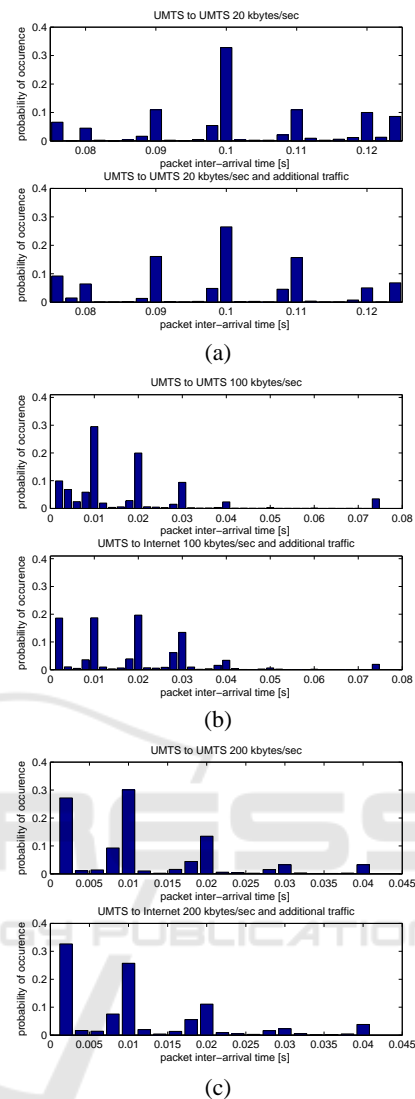 UMTS to UMTS 20 kbytes/sec
0.4
0.3
0.2
0.1
0
probability of occurence
0.08 0.09 0.1 0.11 0.12
packet inter-arrival time [s]
UMTS to UMTS 20 kbytes/sec and additional traffic
0.4
0.3
0.2
0.1
0
probability of occurence
0.08 0.09 0.1 0.11 0.12
packet inter-arrival time [s]
(a)
UMTS to UMTS 100 kbytes/sec
0.4
0.3
0.2
0.1
0
probability of occurence
0 0.01 0.02 0.03 0.04 0.05 0.06 0.07 0.08
packet inter-arrival time [s]
UMTS to Internet 100 kbytes/sec and additional traffic
0.4
0.3
0.2
0.1
0
probability of occurence
0 0.01 0.02 0.03 0.04 0.05 0.06 0.07 0.08
packet inter-arrival time [s]
(b)
UMTS to UMTS 200 kbytes/sec
0.4
0.3
0.2
0.1
0
probability of occurence
0 0.005 0.01 0.015 0.02 0.025 0.03 0.035 0.04 0.045
packet inter-arrival time [s]
UMTS to Internet 200 kbytes/sec and additional traffic
0.4
0.3
0.2
0.1
0
probability of occurence
0 0.005 0.01 0.015 0.02 0.025 0.03 0.035 0.04 0.045
packet inter-arrival time [s]
(c)
RESS
GY PUBLICATION